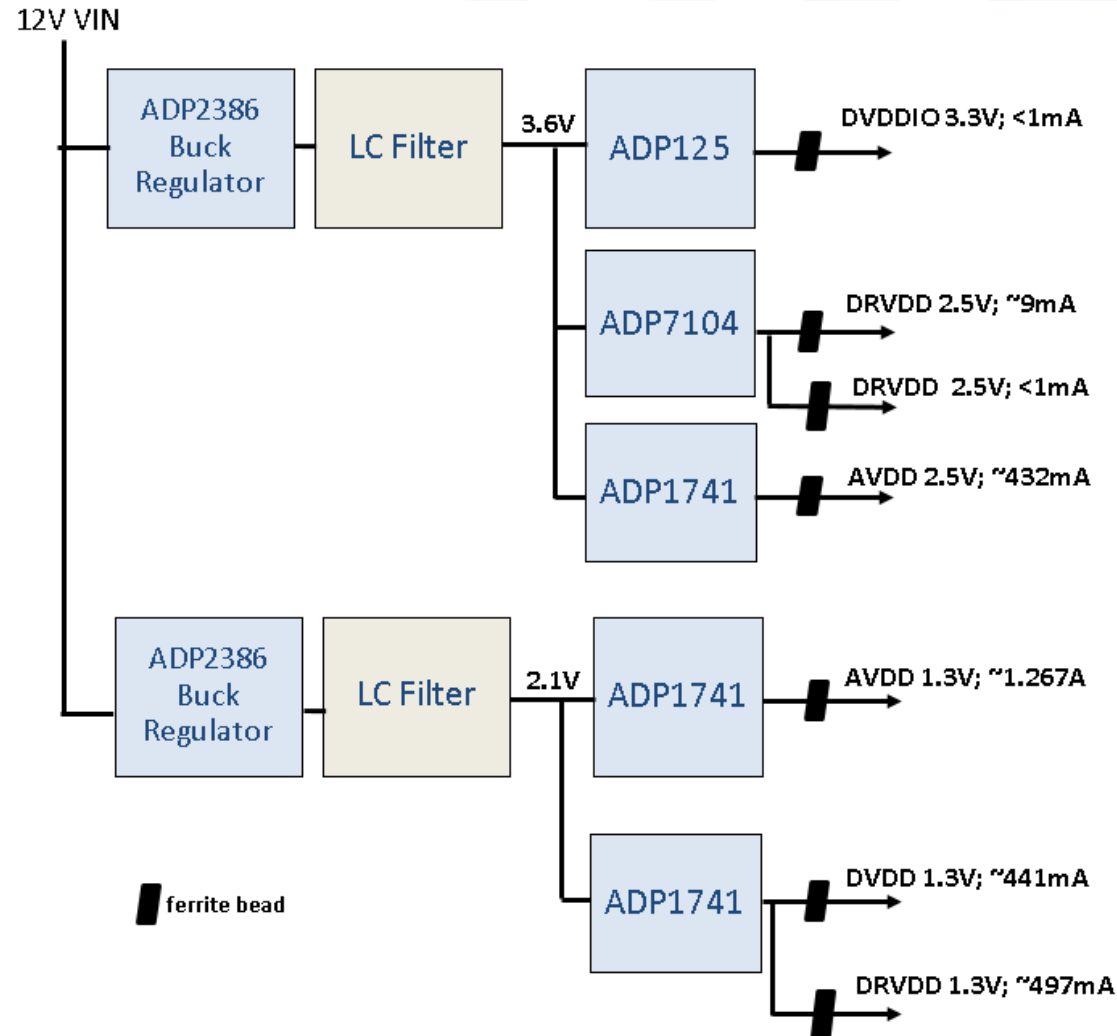 12V VIN
ADP2386
Buck
Regulator
LC Filter
3.6V
ADP125
DVDDIO 3.3V; <1mA
ADP7104
DRVDD 2.5V; ~9mA
DRVDD 2.5V; <1mA
ADP1741
AVDD 2.5V; ~432mA
ADP2386
Buck
Regulator
LC Filter
2.1V
ADP1741
AVDD 1.3V; ~1.267A
ADP1741
DVDD 1.3V; ~441mA
DRVDD 1.3V; ~497mA
ferrite bead